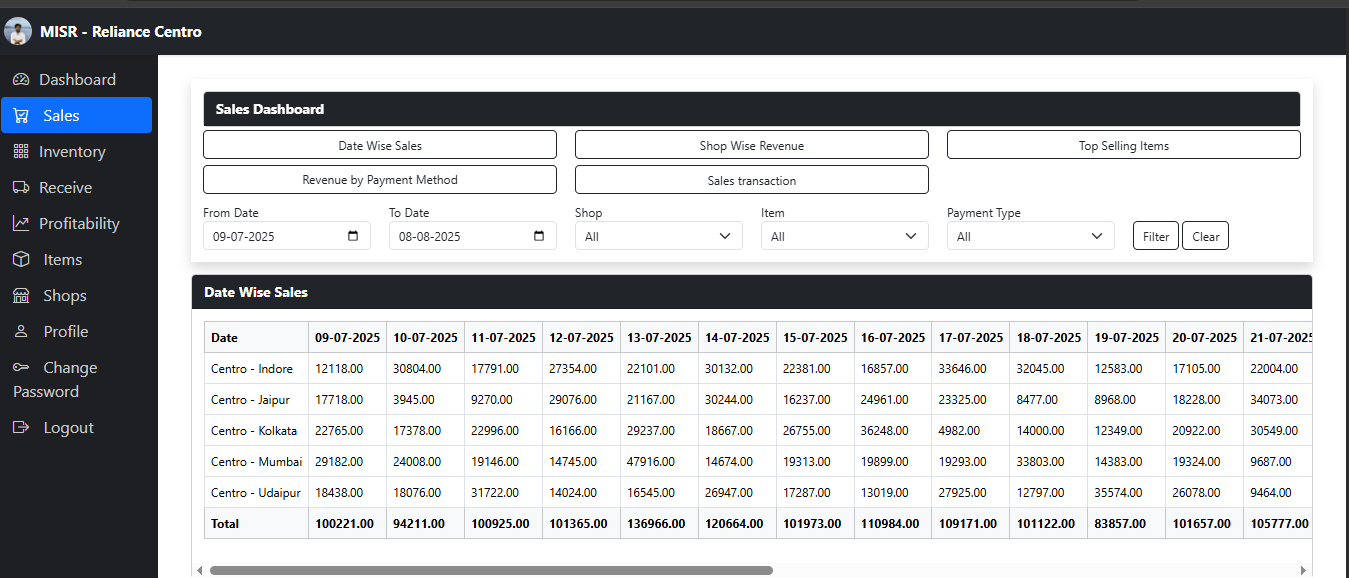 MISR - Reliance Centro
Dashboard
Sales
Inventory
Receive
Profitability
Items
Shops
Profile
Change
Password
Logout
Sales Dashboard
Date Wise Sales Shop Wise Revenue Top Selling Items
Revenue by Payment Method Sales transaction
From Date To Date Shop Item Payment Type
09-07-2025 08-08-2025 All All All Filter Clear
Date Wise Sales
Date 09-07-2025 10-07-2025 11-07-2025 12-07-2025 13-07-2025 14-07-2025 15-07-2025 16-07-2025 17-07-2025 18-07-2025 19-07-2025 20-07-2025 21-07-2025
Centro - Indore 12118.00 30804.00 17791.00 27354.00 22101.00 30132.00 22381.00 16857.00 33646.00 32045.00 12583.00 17105.00 22004.00
Centro - Jaipur 17718.00 3945.00 9270.00 29076.00 21167.00 30244.00 16237.00 24961.00 23325.00 8477.00 8968.00 18228.00 34073.00
Centro - Kolkata 22765.00 17378.00 22996.00 16166.00 29237.00 18667.00 26755.00 36248.00 4982.00 14000.00 12349.00 20922.00 30549.00
Centro - Mumbai 29182.00 24008.00 19146.00 14745.00 47916.00 14674.00 19313.00 19899.00 19293.00 33803.00 14383.00 19324.00 9687.00
Centro - Udaipur 18438.00 18076.00 31722.00 14024.00 16545.00 26947.00 17287.00 13019.00 27925.00 12797.00 35574.00 26078.00 9464.00
Total 100221.00 94211.00 100925.00 101365.00 136966.00 120664.00 101973.00 110984.00 109171.00 101122.00 83857.00 101657.00 105777.00